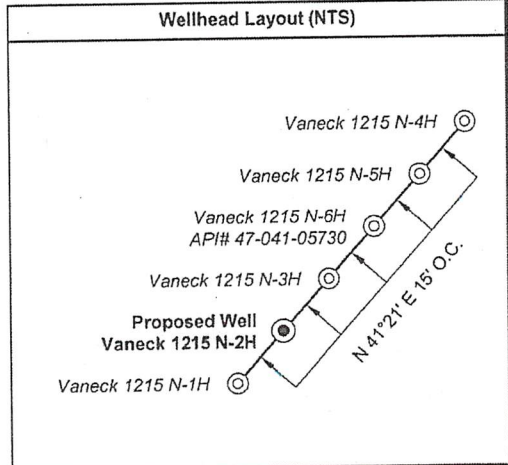 Wellhead Layout (NTS)
Vaneck 1215 N-4H
Vaneck 1215 N-5H
Vaneck 1215 N-6H
API# 47-041-05730
Vaneck 1215 N-3H
Proposed Well
Vaneck 1215 N-2H
Vaneck 1215 N-1H
N 41°21' E 15' O.C.